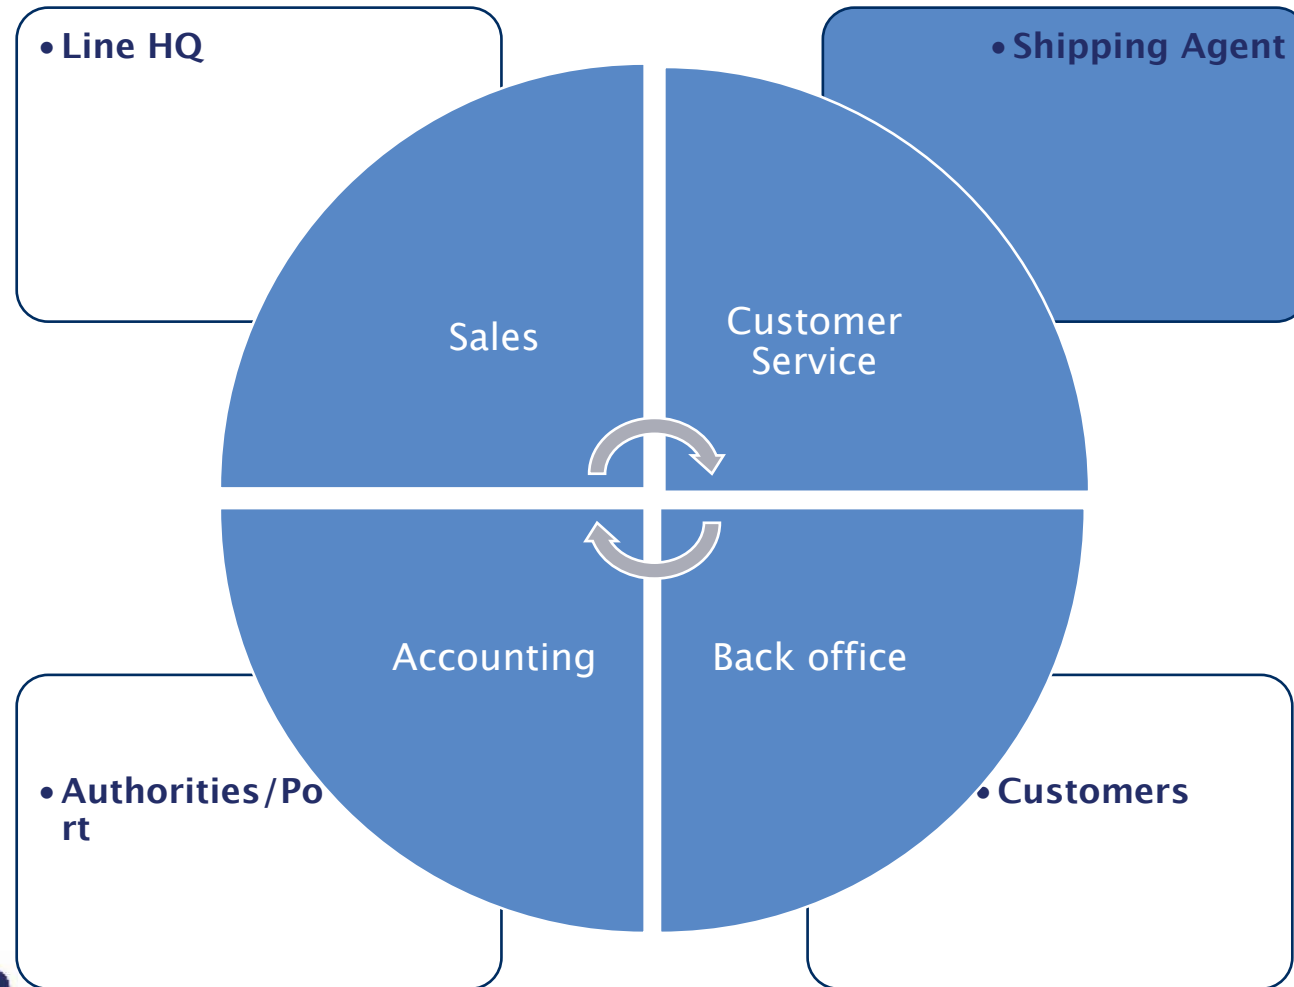 • Line HQ
• Shipping Agent
Sales
Customer
Service
Accounting
Back office
• Authorities/Po
rt
• Customers